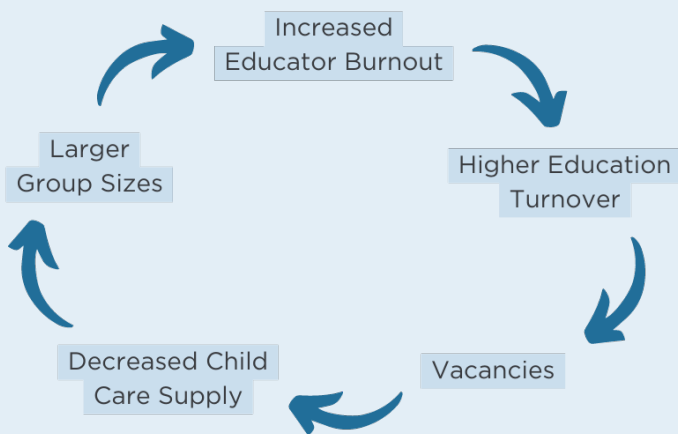 Increased
Educator Burnout
Higher Education
Turnover
Vacancies
Decreased Child
Care Supply
Larger
Group Sizes